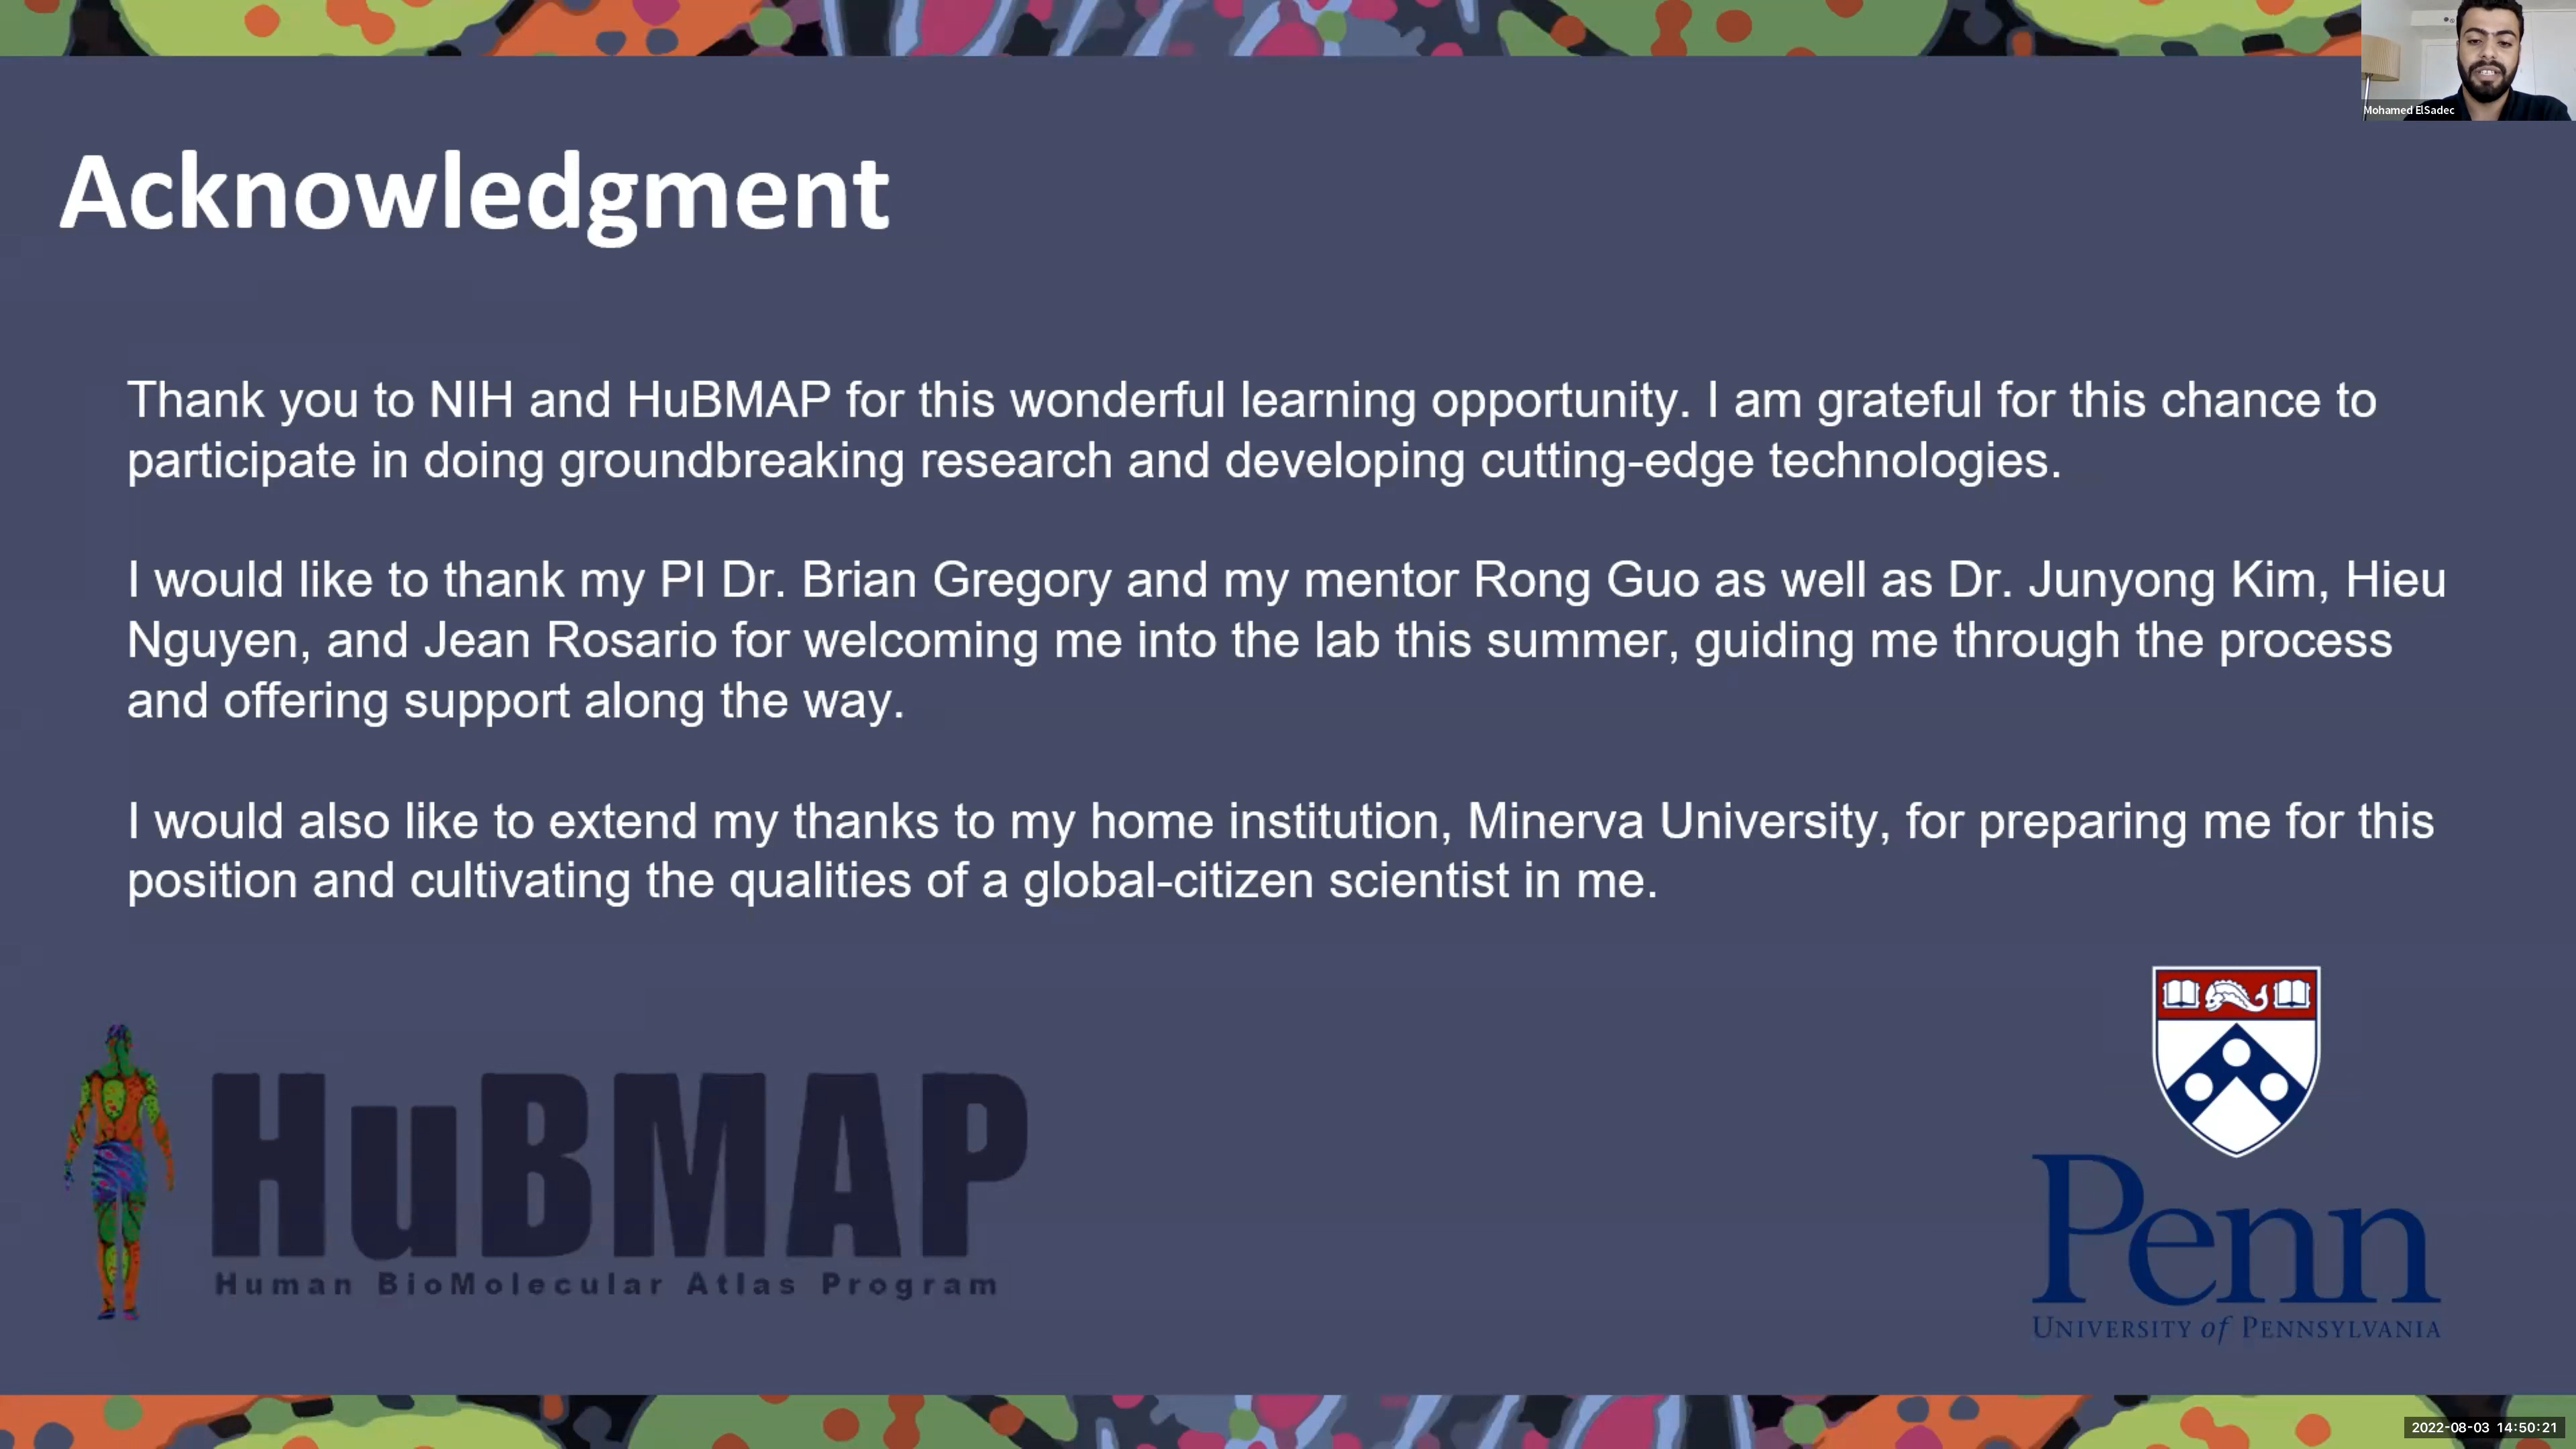 Mohamed ElSadec
Acknowledgment
Thank you to NIH and HuBMAP for this wonderful learning opportunity. I am grateful for this chance to
participate in doing groundbreaking research and developing cutting-edge technologies.
I would like to thank my PI Dr. Brian Gregory and my mentor Rong Guo as well as Dr. Junyong Kim, Hieu
Nguyen, and Jean Rosario for welcoming me into the lab this summer, guiding me through the process
and offering support along the way.
I would also like to extend my thanks to my home institution, Minerva University, for preparing me for this
position and cultivating the qualities of a global-citizen scientist in me.
HuBMAP
Human BioMolecular Atlas Program
Penn
UNIVERSITY of PENNSYLVANIA
2022-08-03 14:50:21